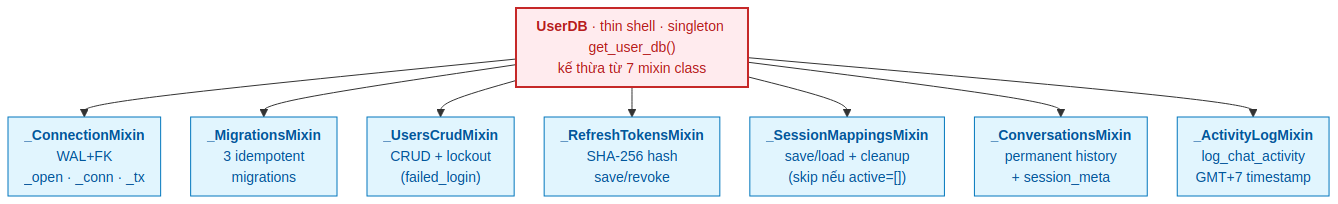 UserDB · thin shell · singleton
get_user_db()
kế thừa từ 7 mixin class
_ConnectionMixin
WAL+FK
_open · _conn · _tx
_MigrationsMixin
3 idempotent
migrations
_UsersCrudMixin
CRUD + lockout
(failed_login)
_RefreshTokensMixin
SHA-256 hash
save/revoke
_SessionMappingsMixin
save/load + cleanup
(skip nếu active=[])
_ConversationsMixin
permanent history
+ session_meta
_ActivityLogMixin
log_chat_activity
GMT+7 timestamp